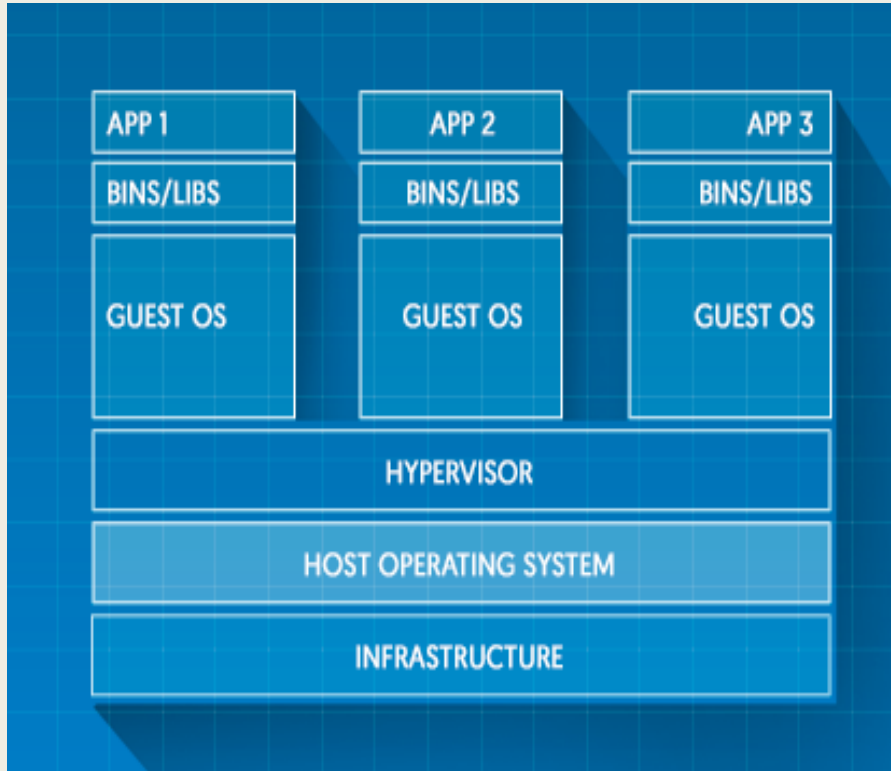 APP 1
APP 2
APP 3
BINS/LIBS
BINS/LIBS
BINS/LIBS
GUEST OS
GUEST OS
GUEST OS
HYPERVISOR
HOST OPERATING SYSTEM
INFRASTRUCTURE